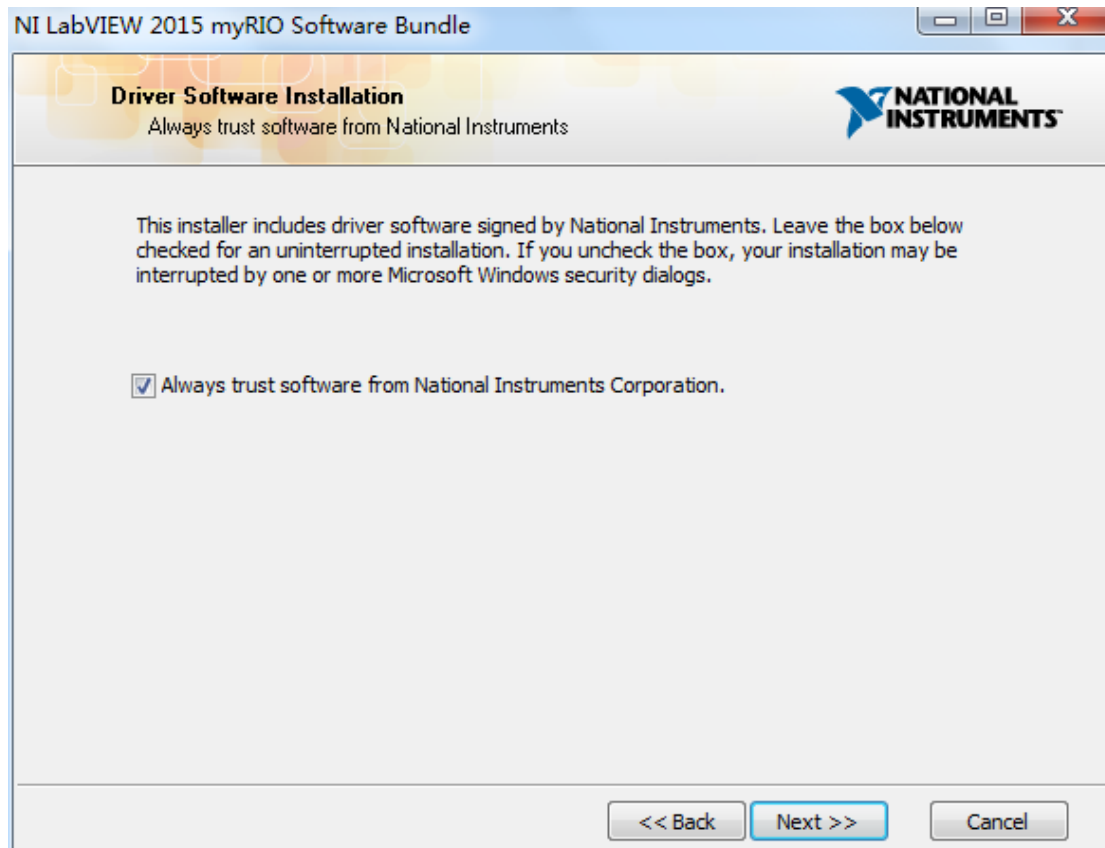 NI LabVIEW 2015 myRIO Software Bundle
Driver Software Installation
Always trust software from National Instruments
NATIONAL
INSTRUMENTS
This installer includes driver software signed by National Instruments. Leave the box below
checked for an uninterrupted installation. If you uncheck the box, your installation may be
interrupted by one or more Microsoft Windows security dialogs.
Always trust software from National Instruments Corporation.
<< Back Next >> Cancel